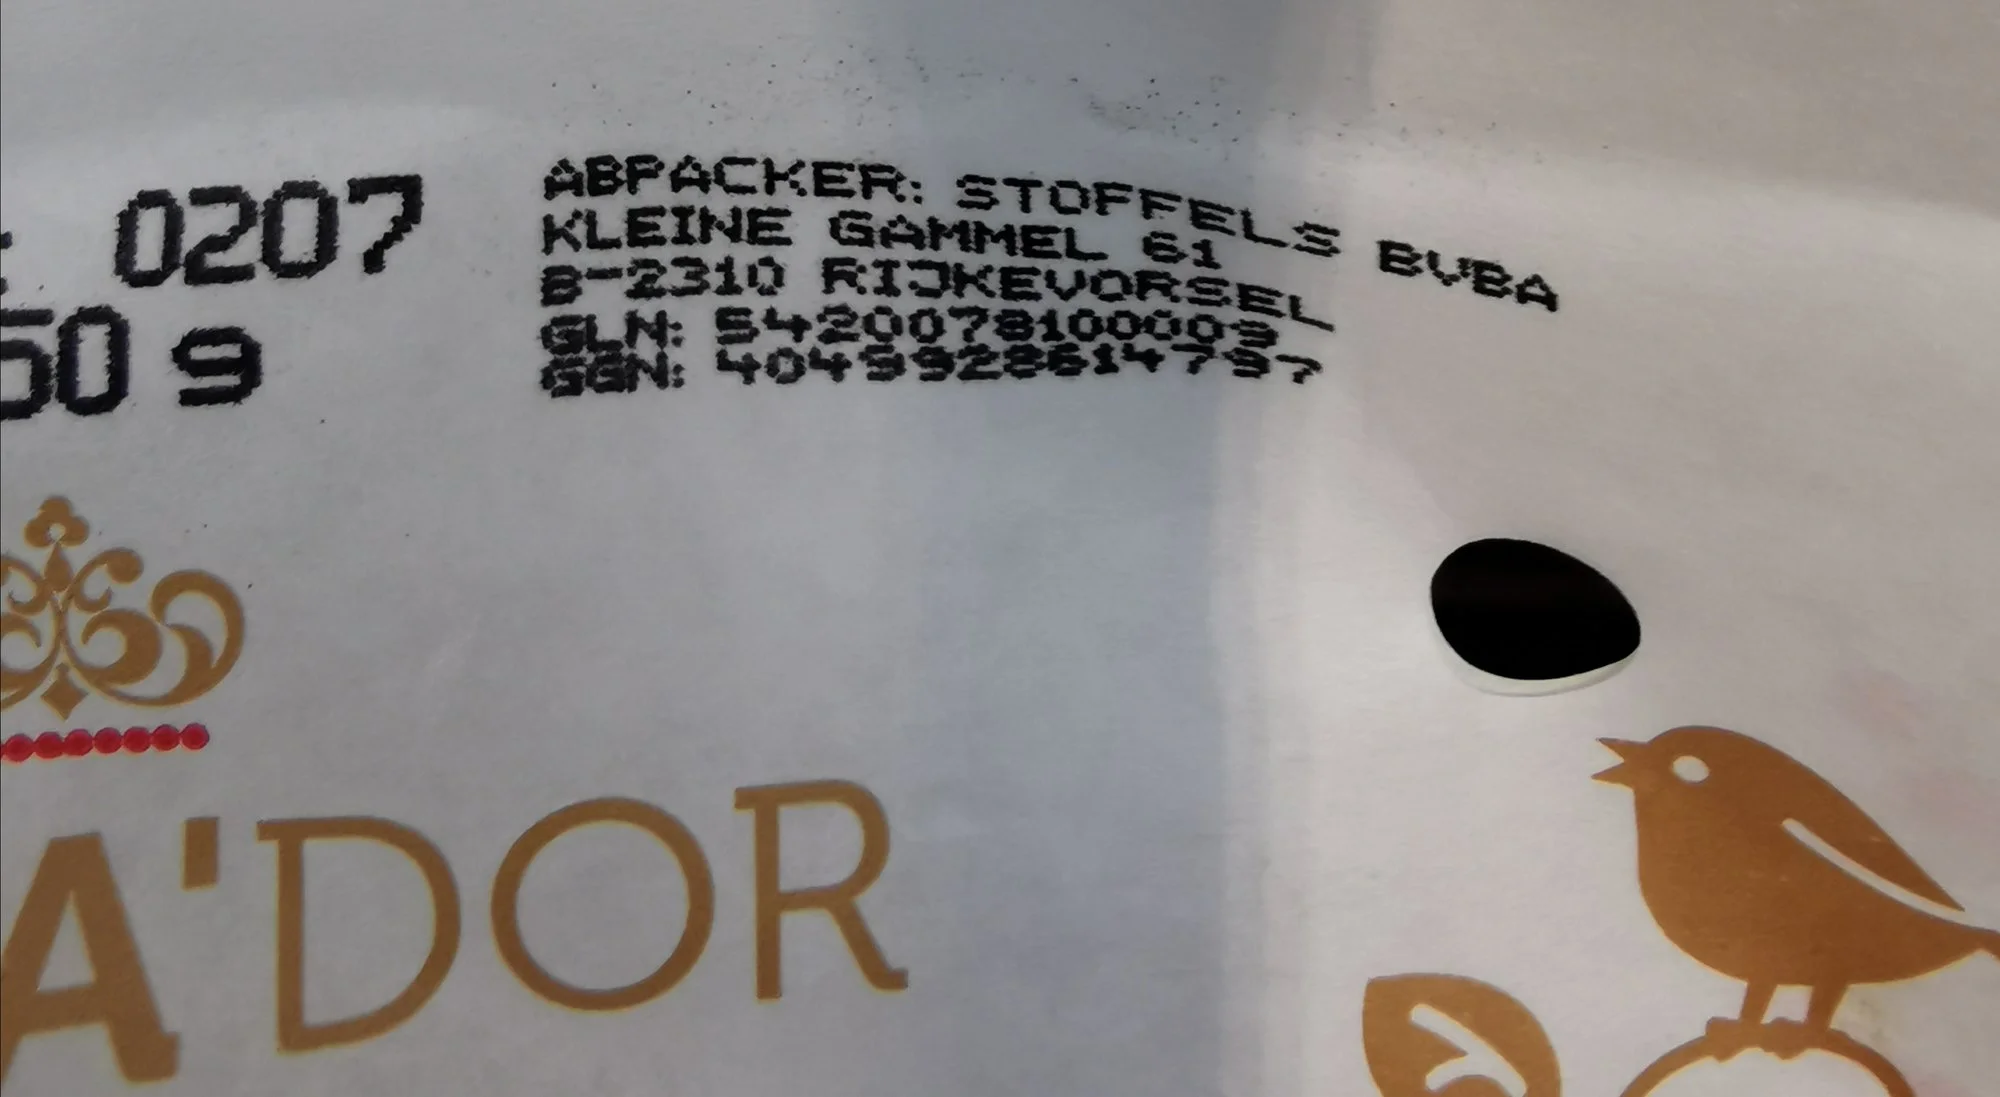 0207
50 g
ABPACKER: STOFFELS BVBA
KLEINE GAMMEL 61
B-2310 RIJKEVORSEL
GLN: 5420078100009
GGN: 4049928614797
A'DOR